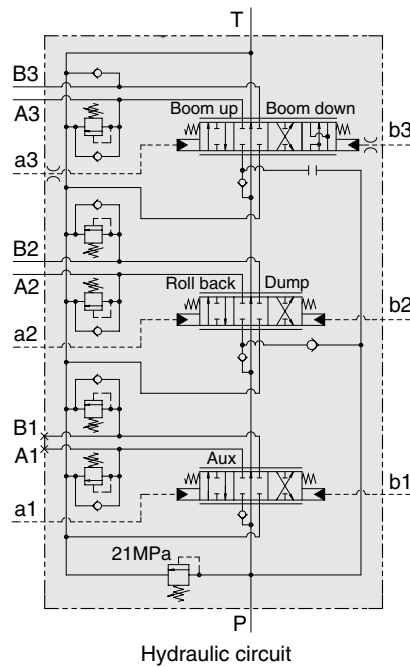 T
B3
A3
Boom up
Boom down
a3
b3
B2
A2
Roll back
Dump
a2
b2
B1
A1
Aux
a1
b1
21MPa
P
Hydraulic circuit